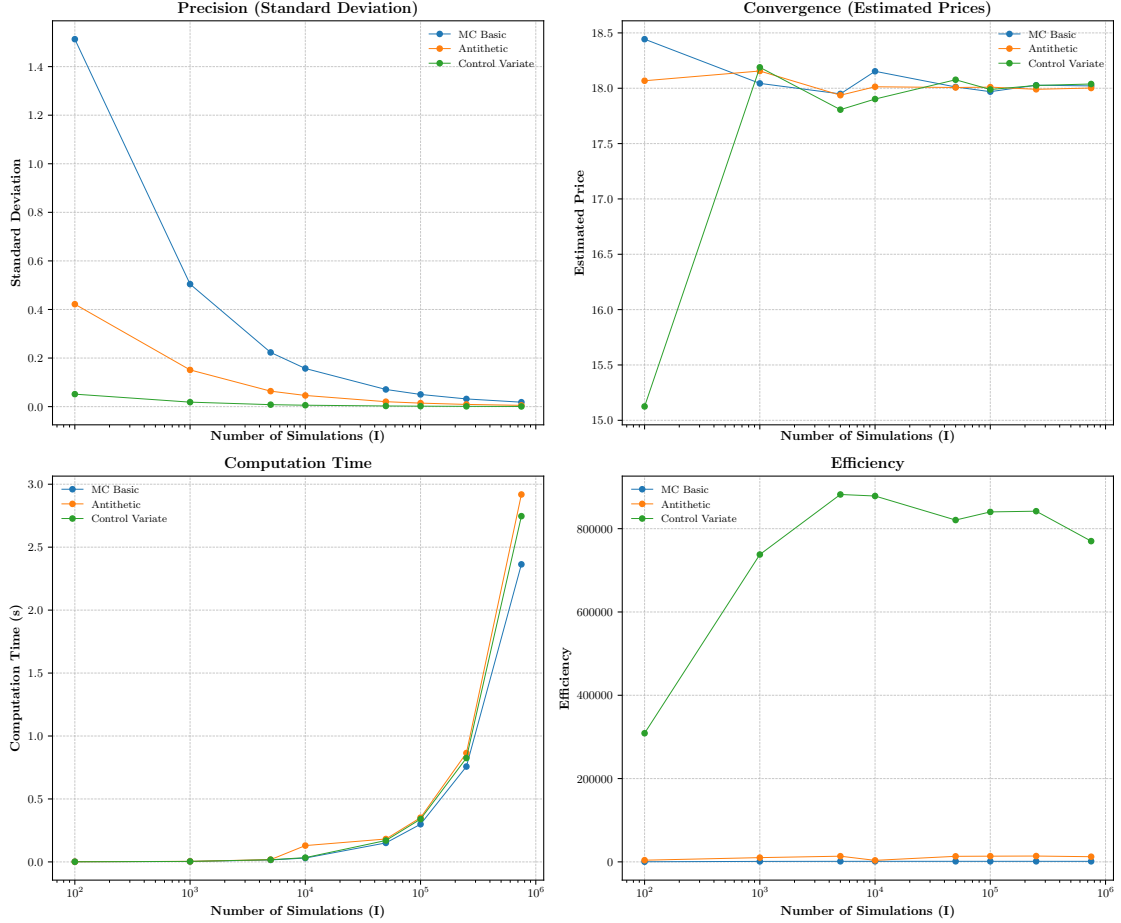 Precision (Standard Deviation)
MC Basic
Antithetic
Control Variate
1.4
1.2
1.0
0.8
0.6
0.4
0.2
0.0
Standard Deviation
Number of Simulations (I)
Convergence (Estimated Prices)
MC Basic
Antithetic
Control Variate
18.5
18.0
17.5
17.0
16.5
16.0
15.5
15.0
Estimated Price
Number of Simulations (I)
Computation Time
MC Basic
Antithetic
Control Variate
3.0
2.5
2.0
1.5
1.0
0.5
0.0
Computation Time (s)
10² 10³ 10⁴ 10⁵ 10⁶
Number of Simulations (I)
Efficiency
MC Basic
Antithetic
Control Variate
800000
600000
400000
200000
0
Efficiency
10² 10³ 10⁴ 10⁵ 10⁶
Number of Simulations (I)